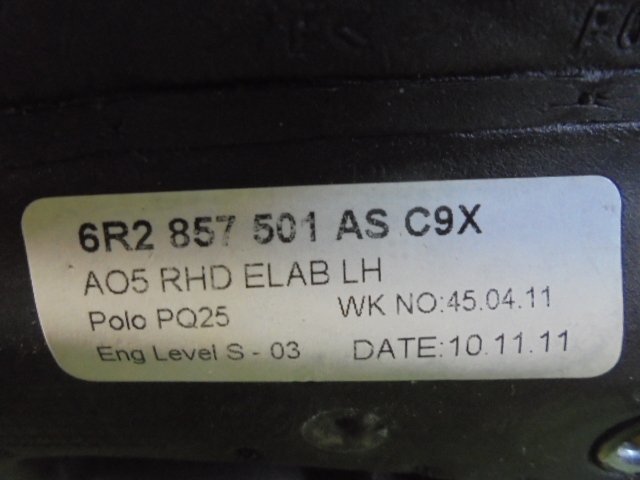 6R2 857 501 AS C9X
AO5 RHD ELAB LH
Polo PQ25 WK NO:45.04.11
Eng Level S - 03 DATE:10.11.11